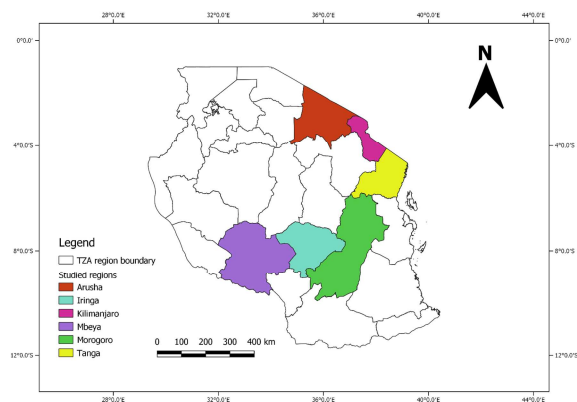 28°0.0'E 32°0.0'E 36°0.0'E 40°0.0'E 44°0.0'E
0°0.0' 0°0.0'
N
4°0.0'S 4°0.0'S
8°0.0'S 8°0.0'S
12°0.0'S 12°0.0'S
Legend
TZA region boundary
Studied regions
Arusha
Iringa
Kilimanjaro
Mbeya
Morogoro
Tanga
0 100 200 300 400 km
28°0.0'E 32°0.0'E 36°0.0'E 40°0.0'E 44°0.0'E